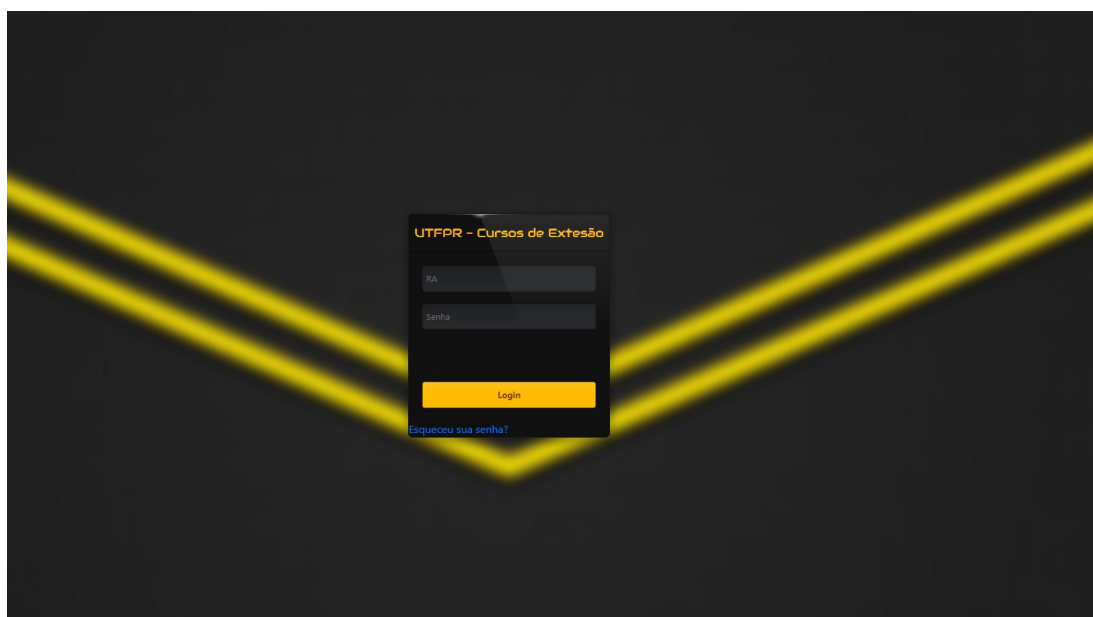 UTFPR - Cursos de Extesão
RA
Senha
Login
Esqueceu sua senha?